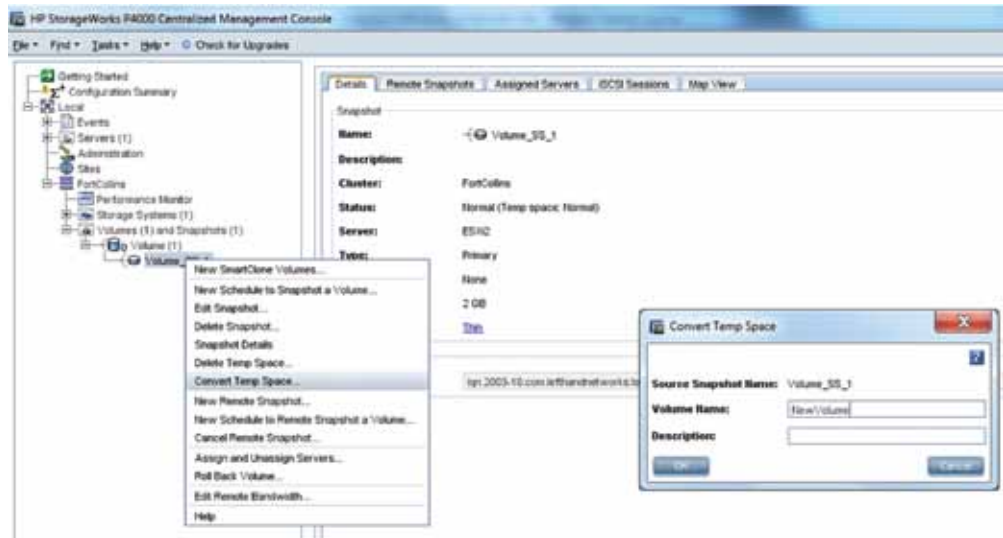 HP StorageWorks P4000 Centralized Management Console
File Find Tasks Help Check for Upgrades
Getting Started
Configuration Summary
Local
Events
Servers (1)
Administration
Sites
FortCollins
Performance Monitor
Storage Systems (1)
Volumes (1) and Snapshots (1)
Volume (1)
New SmartClone Volumes...
New Schedule to Snapshot a Volume...
Edit Snapshot...
Delete Snapshot...
Snapshot Details
Delete Temp Space...
Convert Temp Space...
New Remote Snapshot...
New Schedule to Remote Snapshot a Volume...
Cancel Remote Snapshot...
Assign and Unassign Servers...
Roll Back Volume...
Edit Remote Bandwidth...
Help
Details Remote Snapshots Assigned Servers iSCSI Sessions Map View
Snapshot
Name: Volume_SS_1
Description:
Cluster: FortCollins
Status: Normal (Temp space: Normal)
Server:
Type: Primary
None
2 GB
Thin
Convert Temp Space
Source Snapshot Name: Volume_SS_1
Volume Name: NewVolume
Description:
OK Cancel